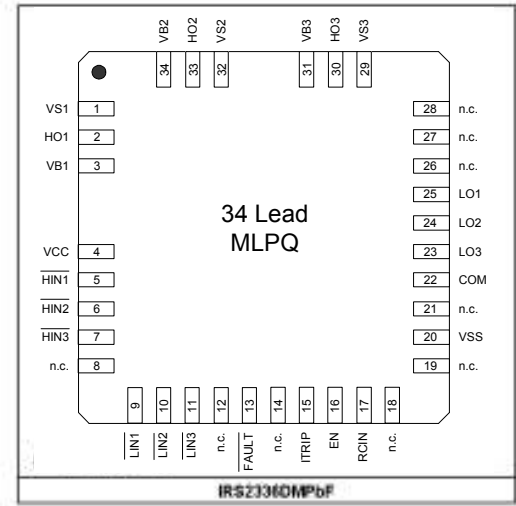 VB2 HO2 VS2 VB3 HO3 VS3
34 33 32 31 30 29
VS1 1 28 n.c.
HO1 2 27 n.c.
VB1 3 26 n.c.
25 LO1
34 Lead
MLPQ
24 LO2
VCC 4 23 LO3
HIN1 5 22 COM
HIN2 6 21 n.c.
HIN3 7 20 VSS
n.c. 8 19 n.c.
9 10 11 12 13 14 15 16 17 18
LIN1 LIN2 LIN3 n.c. FAULT n.c. ITRIP EN RCIN n.c.
IRS2336DMPbF